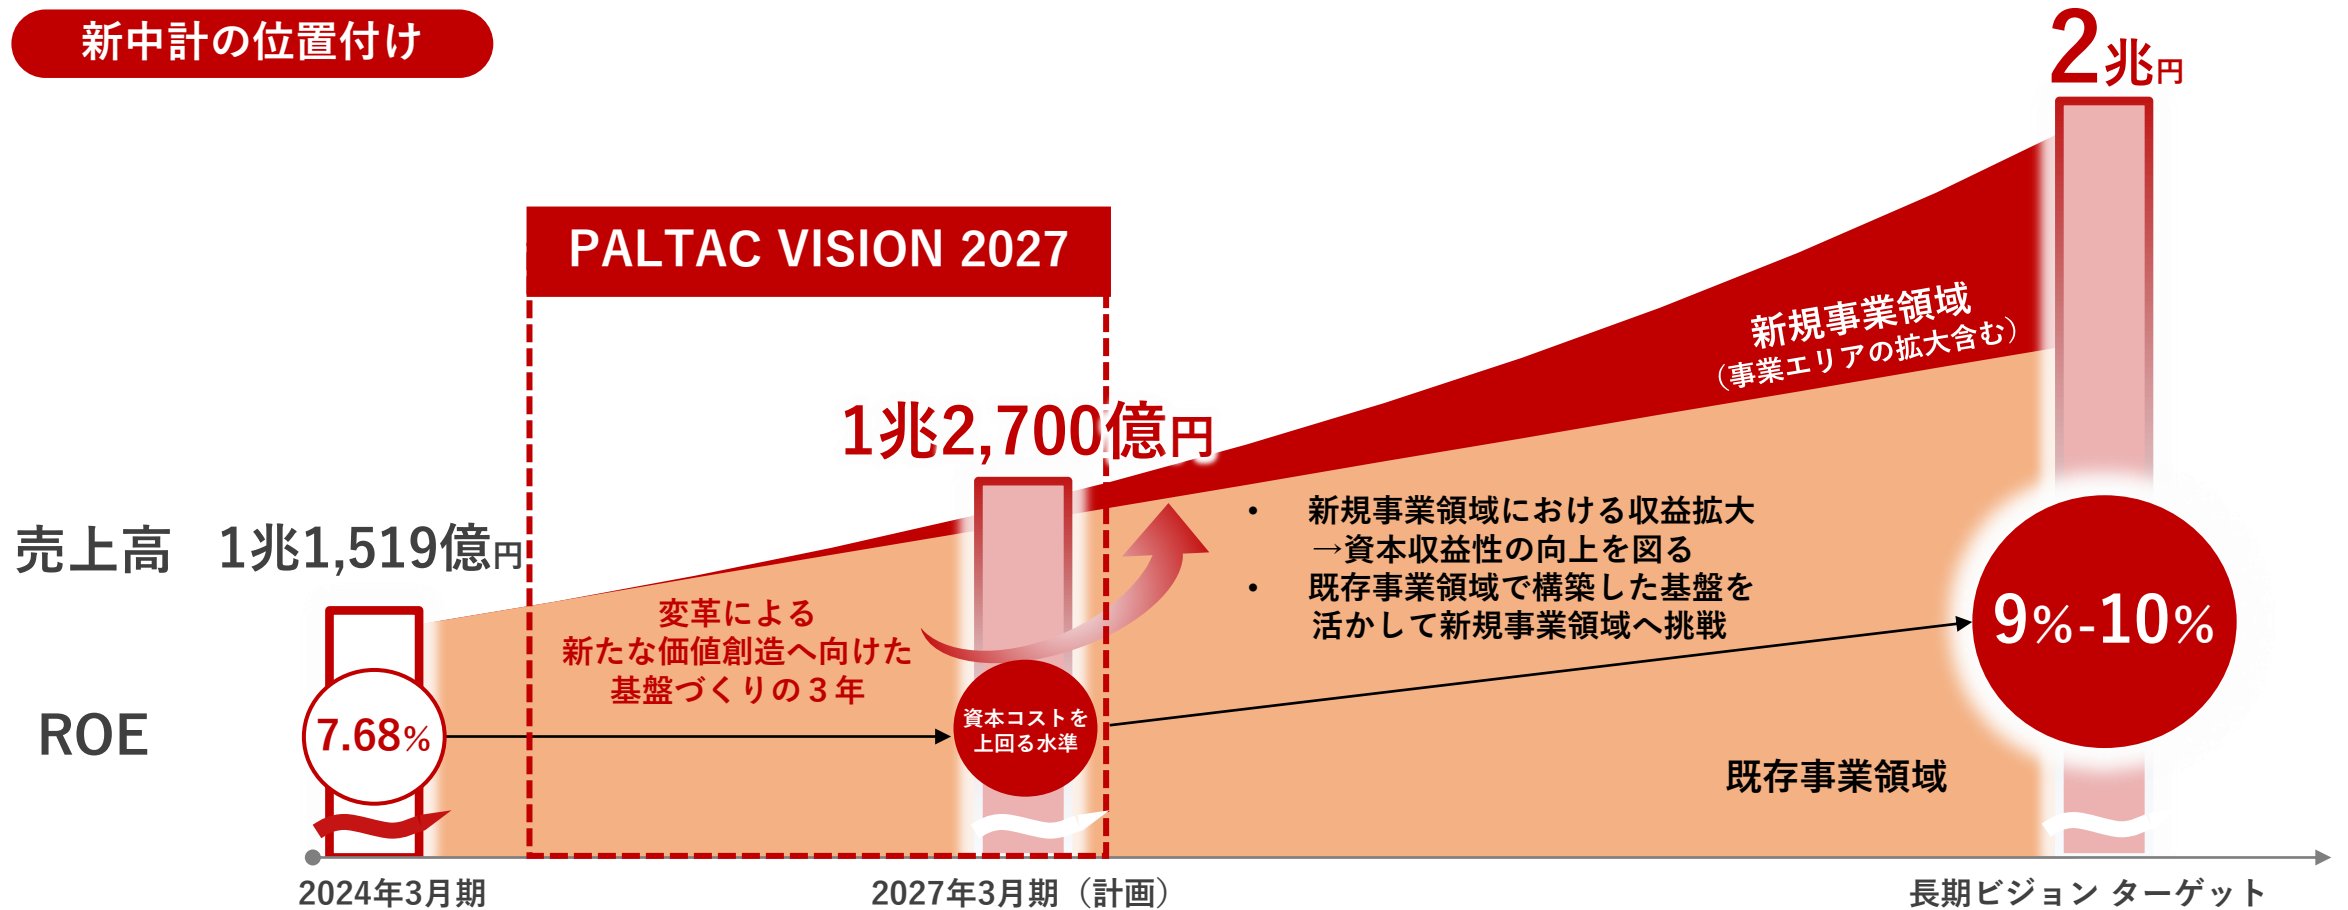 新中計の位置付け
2兆円
PALTAC VISION 2027
新規事業領域
（事業エリアの拡大含む）
1兆2,700億円
売上高 1兆1,519億円
• 新規事業領域における収益拡大
→資本収益性の向上を図る
• 既存事業領域で構築した基盤を
活かして新規事業領域へ挑戦
変革による
新たな価値創造へ向けた
基盤づくりの３年
9%-10%
ROE
7.68%
資本コストを
上回る水準
既存事業領域
2024年3月期
2027年3月期（計画）
長期ビジョン ターゲット